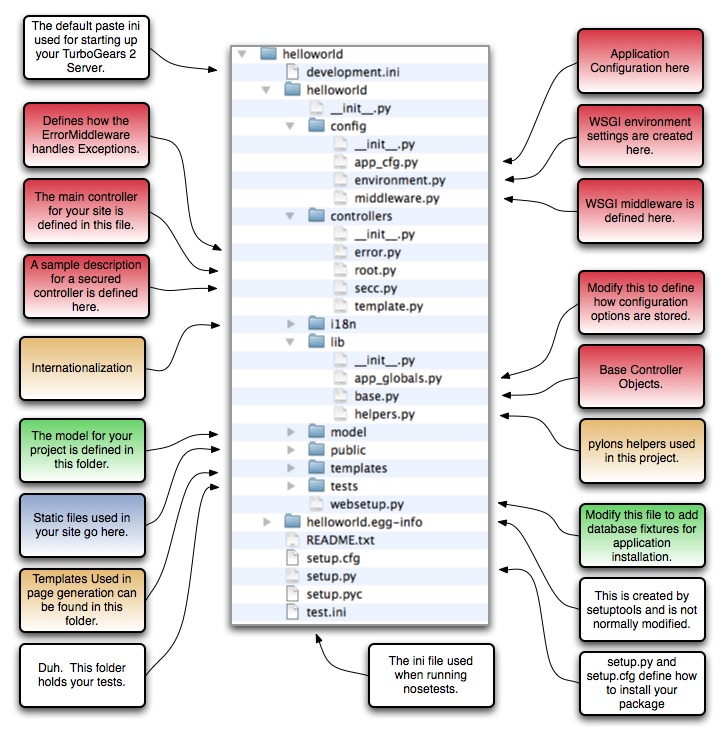 The default paste ini
used for starting up
your TurboGears 2
Server.
Defines how the
ErrorMiddleware
handles Exceptions.
The main controller
for your site is
defined in this file.
A sample description
for a secured
controller is defined
here.
Internationalization
The model for your
project is defined in
this folder.
Static files used in
your site go here.
Templates Used in
page generation can
be found in this
folder.
Duh. This folder
holds your tests.
helloworld
development.ini
helloworld
__init__.py
config
__init__.py
app_cfg.py
environment.py
middleware.py
controllers
__init__.py
error.py
root.py
secc.py
template.py
i18n
lib
__init__.py
app_globals.py
base.py
helpers.py
model
public
templates
tests
websetup.py
helloworld.egg-info
README.txt
setup.cfg
setup.py
setup.pyc
test.ini
The ini file used
when running
nosetests.
Application
Configuration here
WSGI environment
settings are created
here.
WSGI middleware is
defined here.
Modify this to define
how configuration
options are stored.
Base Controller
Objects.
pylons helpers used
in this project.
Modify this file to add
database fixtures for
application
installation.
This is created by
setuptools and is not
normally modified.
setup.py and
setup.cfg define how
to install your
package